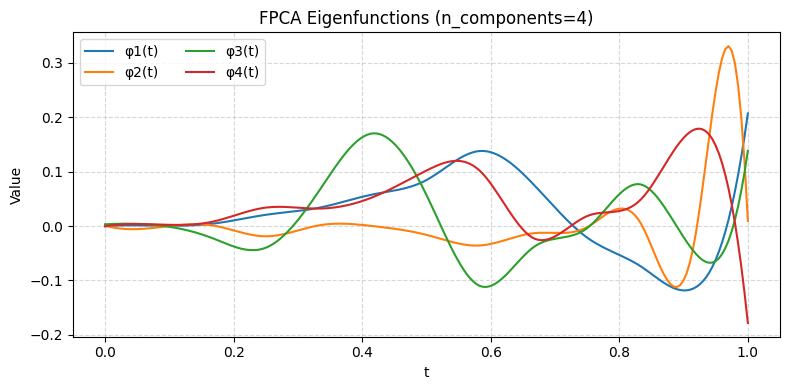 FPCA Eigenfunctions (n_components=4)
φ1(t) φ3(t)
φ2(t) φ4(t)
0.3
0.2
0.1
0.0
−0.1
−0.2
Value
0.0 0.2 0.4 0.6 0.8 1.0
t